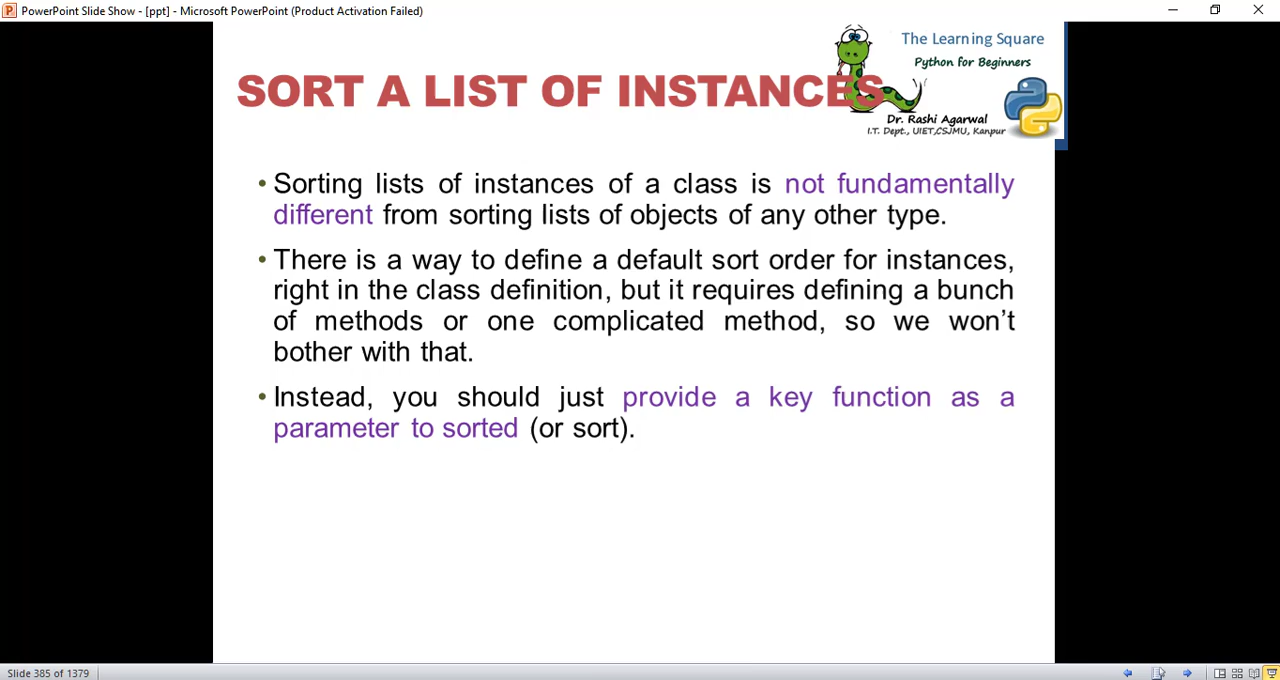 PowerPoint Slide Show - [ppt] - Microsoft PowerPoint (Product Activation Failed)
The Learning Square
Python for Beginners
SORT A LIST OF INSTANCES
Dr. Rashi Agarwal
I.T. Dept., UIET,CSJMU, Kanpur
• Sorting lists of instances of a class is not fundamentally
different from sorting lists of objects of any other type.
• There is a way to define a default sort order for instances,
right in the class definition, but it requires defining a bunch
of methods or one complicated method, so we won't
bother with that.
• Instead, you should just provide a key function as a
parameter to sorted (or sort).
Slide 385 of 1379